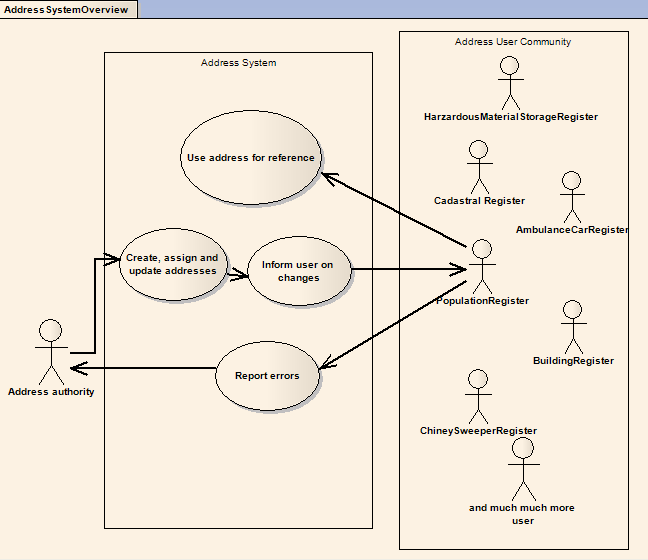 AddressSystemOverview
Address System
Address User Community
HarzardousMaterialStorageRegister
Use address for reference
Cadastral Register
AmbulanceCarRegister
Create, assign and
update addresses
Inform user on
changes
PopulationRegister
BuildingRegister
Report errors
Address authority
ChineySweeperRegister
and much much more
user